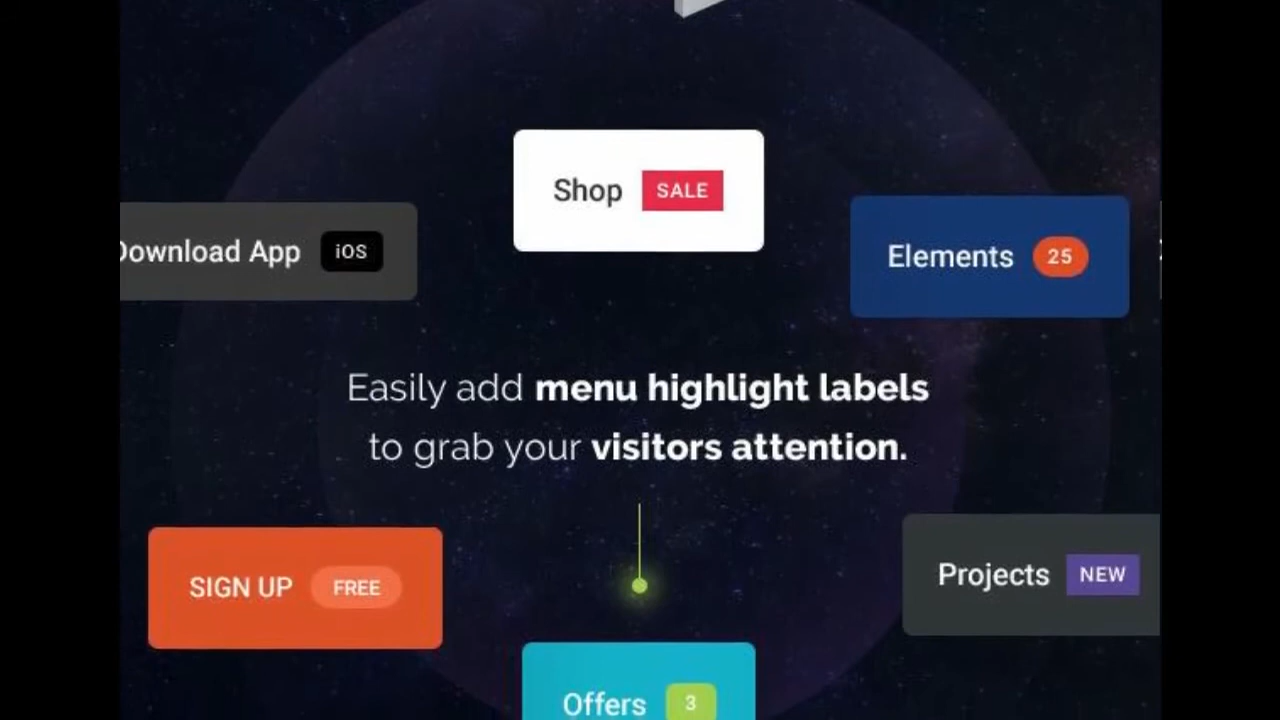 Shop SALE
Download App iOS
Elements 25
Easily add menu highlight labels
to grab your visitors attention.
SIGN UP FREE
Projects NEW
Offers 3